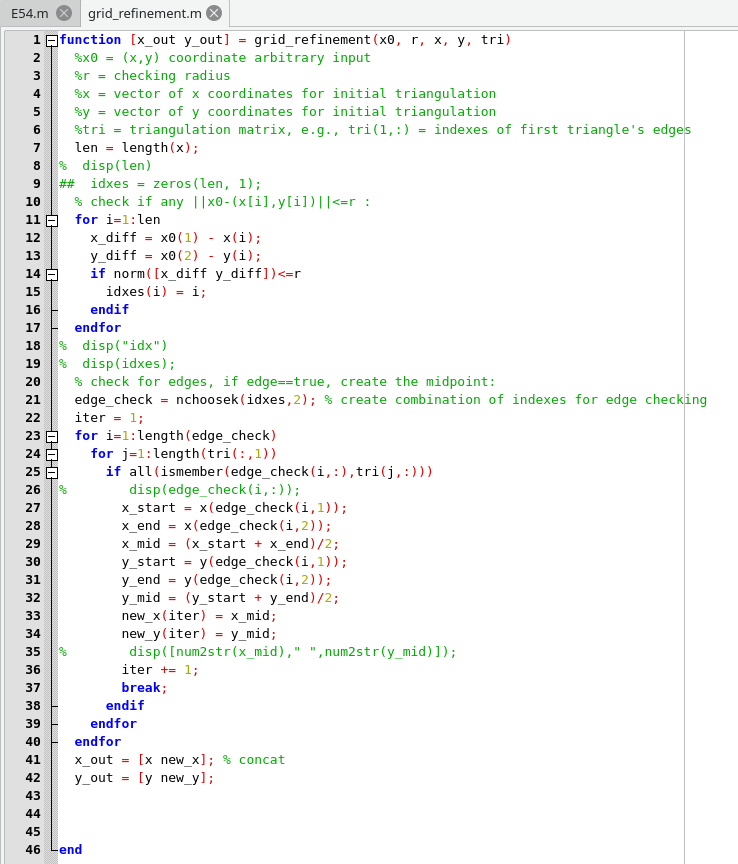 E54.m grid_refinement.m
1 function [x_out y_out] = grid_refinement(x0, r, x, y, tri)
2   %x0 = (x,y) coordinate arbitrary input
3   %r = checking radius
4   %x = vector of x coordinates for initial triangulation
5   %y = vector of y coordinates for initial triangulation
6   %tri = triangulation matrix, e.g., tri(1,:) = indexes of first triangle's edges
7   len = length(x);
8 %  disp(len)
9 ##  idxes = zeros(len, 1);
10   % check if any ||x0-(x[i],y[i])||<=r :
11   for i=1:len
12     x_diff = x0(1) - x(i);
13     y_diff = x0(2) - y(i);
14     if norm([x_diff y_diff])<=r
15       idxes(i) = i;
16     endif
17   endfor
18 %  disp("idx")
19 %  disp(idxes);
20   % check for edges, if edge==true, create the midpoint:
21   edge_check = nchoosek(idxes,2); % create combination of indexes for edge checking
22   iter = 1;
23   for i=1:length(edge_check)
24     for j=1:length(tri(:,1))
25       if all(ismember(edge_check(i,:),tri(j,:)))
26 %        disp(edge_check(i,:));
27         x_start = x(edge_check(i,1));
28         x_end = x(edge_check(i,2));
29         x_mid = (x_start + x_end)/2;
30         y_start = y(edge_check(i,1));
31         y_end = y(edge_check(i,2));
32         y_mid = (y_start + y_end)/2;
33         new_x(iter) = x_mid;
34         new_y(iter) = y_mid;
35 %        disp([num2str(x_mid)," ",num2str(y_mid)]);
36         iter += 1;
37         break;
38       endif
39     endfor
40   endfor
41   x_out = [x new_x]; % concat
42   y_out = [y new_y];
43
44
45
46 end